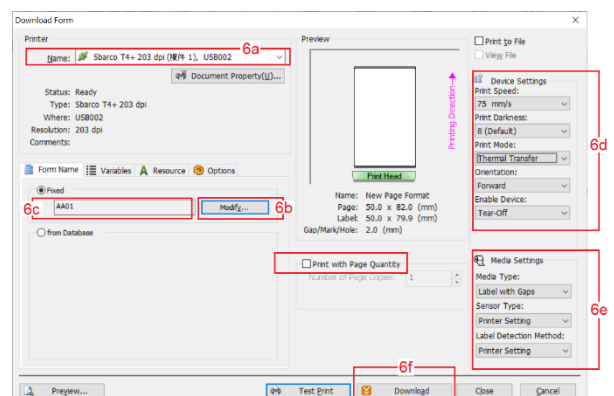 Download Form
Printer
6a
Name: Sbarco T4+ 203 dpi (複件 1), USB002
Document Property(U)...
Status: Ready
Type: Sbarco T4+ 203 dpi
Where: USB002
Resolution: 203 dpi
Comments:
Form Name
Variables
Resource
Options
Fixed
6c
AA01
Modify...
6b
from Database
Preview
Printing Direction
Print Head
Name: New Page Format
Page: 50.0 x 82.0 (mm)
Label: 50.0 x 79.9 (mm)
Gap/Mark/Hole: 2.0 (mm)
Print with Page Quantity
Number of Page Copies: 1
Print to File
View File
Device Settings
Print Speed:
75 mm/s
Print Darkness:
8 (Default)
6d
Print Mode:
Thermal Transfer
Orientation:
Forward
Enable Device:
Tear-Off
Media Settings
Media Type:
Label with Gaps
Sensor Type:
6e
Printer Setting
Label Detection Method:
Printer Setting
6f
Preview...
Test Print
Download
Close
Cancel